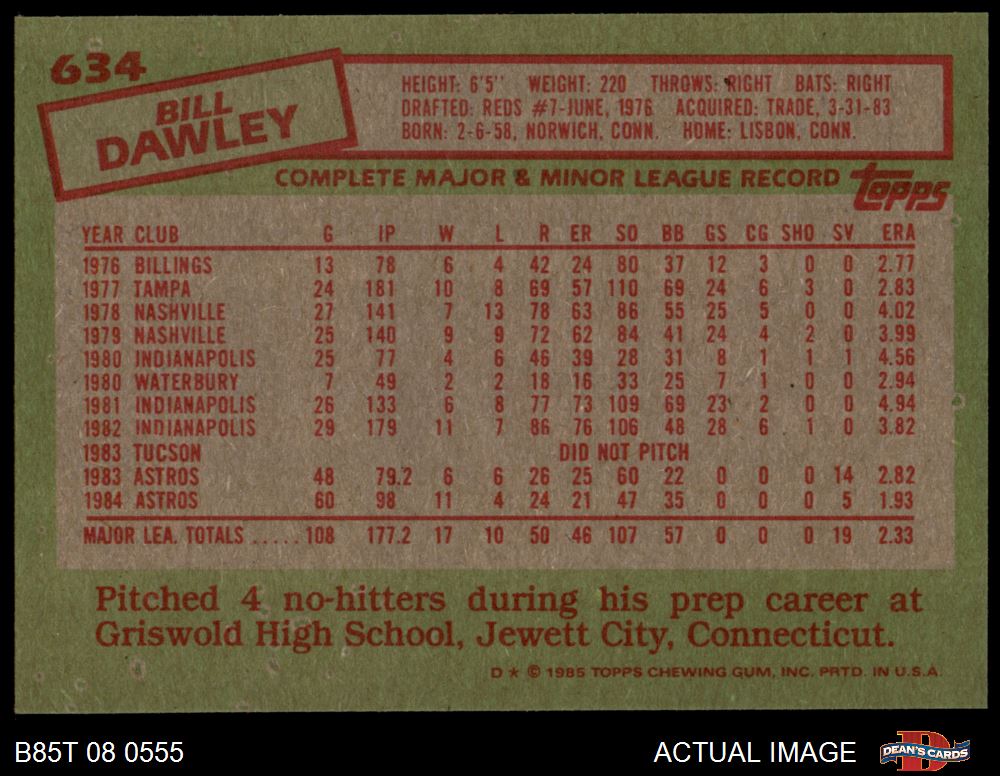 634
BILL
DAWLEY
HEIGHT: 6'5" WEIGHT: 220 THROWS: RIGHT BATS: RIGHT
DRAFTED: REDS #7-JUNE, 1976 ACQUIRED: TRADE, 3-31-83
BORN: 2-6-58, NORWICH, CONN. HOME: LISBON, CONN.
COMPLETE MAJOR & MINOR LEAGUE RECORD topps
YEAR CLUB G IP W L R ER SO BB GS CG SHO SV ERA
1976 BILLINGS 13 78 6 4 42 24 80 37 12 3 0 0 2.77
1977 TAMPA 24 181 10 8 69 57 110 69 24 6 3 0 2.83
1978 NASHVILLE 27 141 7 13 78 63 86 55 25 5 0 0 4.02
1979 NASHVILLE 25 140 9 9 72 62 84 41 24 4 2 0 3.99
1980 INDIANAPOLIS 25 77 4 6 46 39 28 31 8 1 1 1 4.56
1980 WATERBURY 7 49 2 2 18 16 33 25 7 1 0 0 2.94
1981 INDIANAPOLIS 26 133 6 8 77 73 109 69 23 2 0 0 4.94
1982 INDIANAPOLIS 29 179 11 7 86 76 106 48 28 6 1 0 3.82
1983 TUCSON DID NOT PITCH
1983 ASTROS 48 79.2 6 6 26 25 60 22 0 0 0 14 2.82
1984 ASTROS 60 98 11 4 24 21 47 35 0 0 0 5 1.93
MAJOR LEA. TOTALS ..... 108 177.2 17 10 50 46 107 57 0 0 0 19 2.33
Pitched 4 no-hitters during his prep career at
Griswold High School, Jewett City, Connecticut.
D * © 1985 TOPPS CHEWING GUM, INC. PRTD. IN U.S.A.
B85T 08 0555 ACTUAL IMAGE DEAN'S CARDS